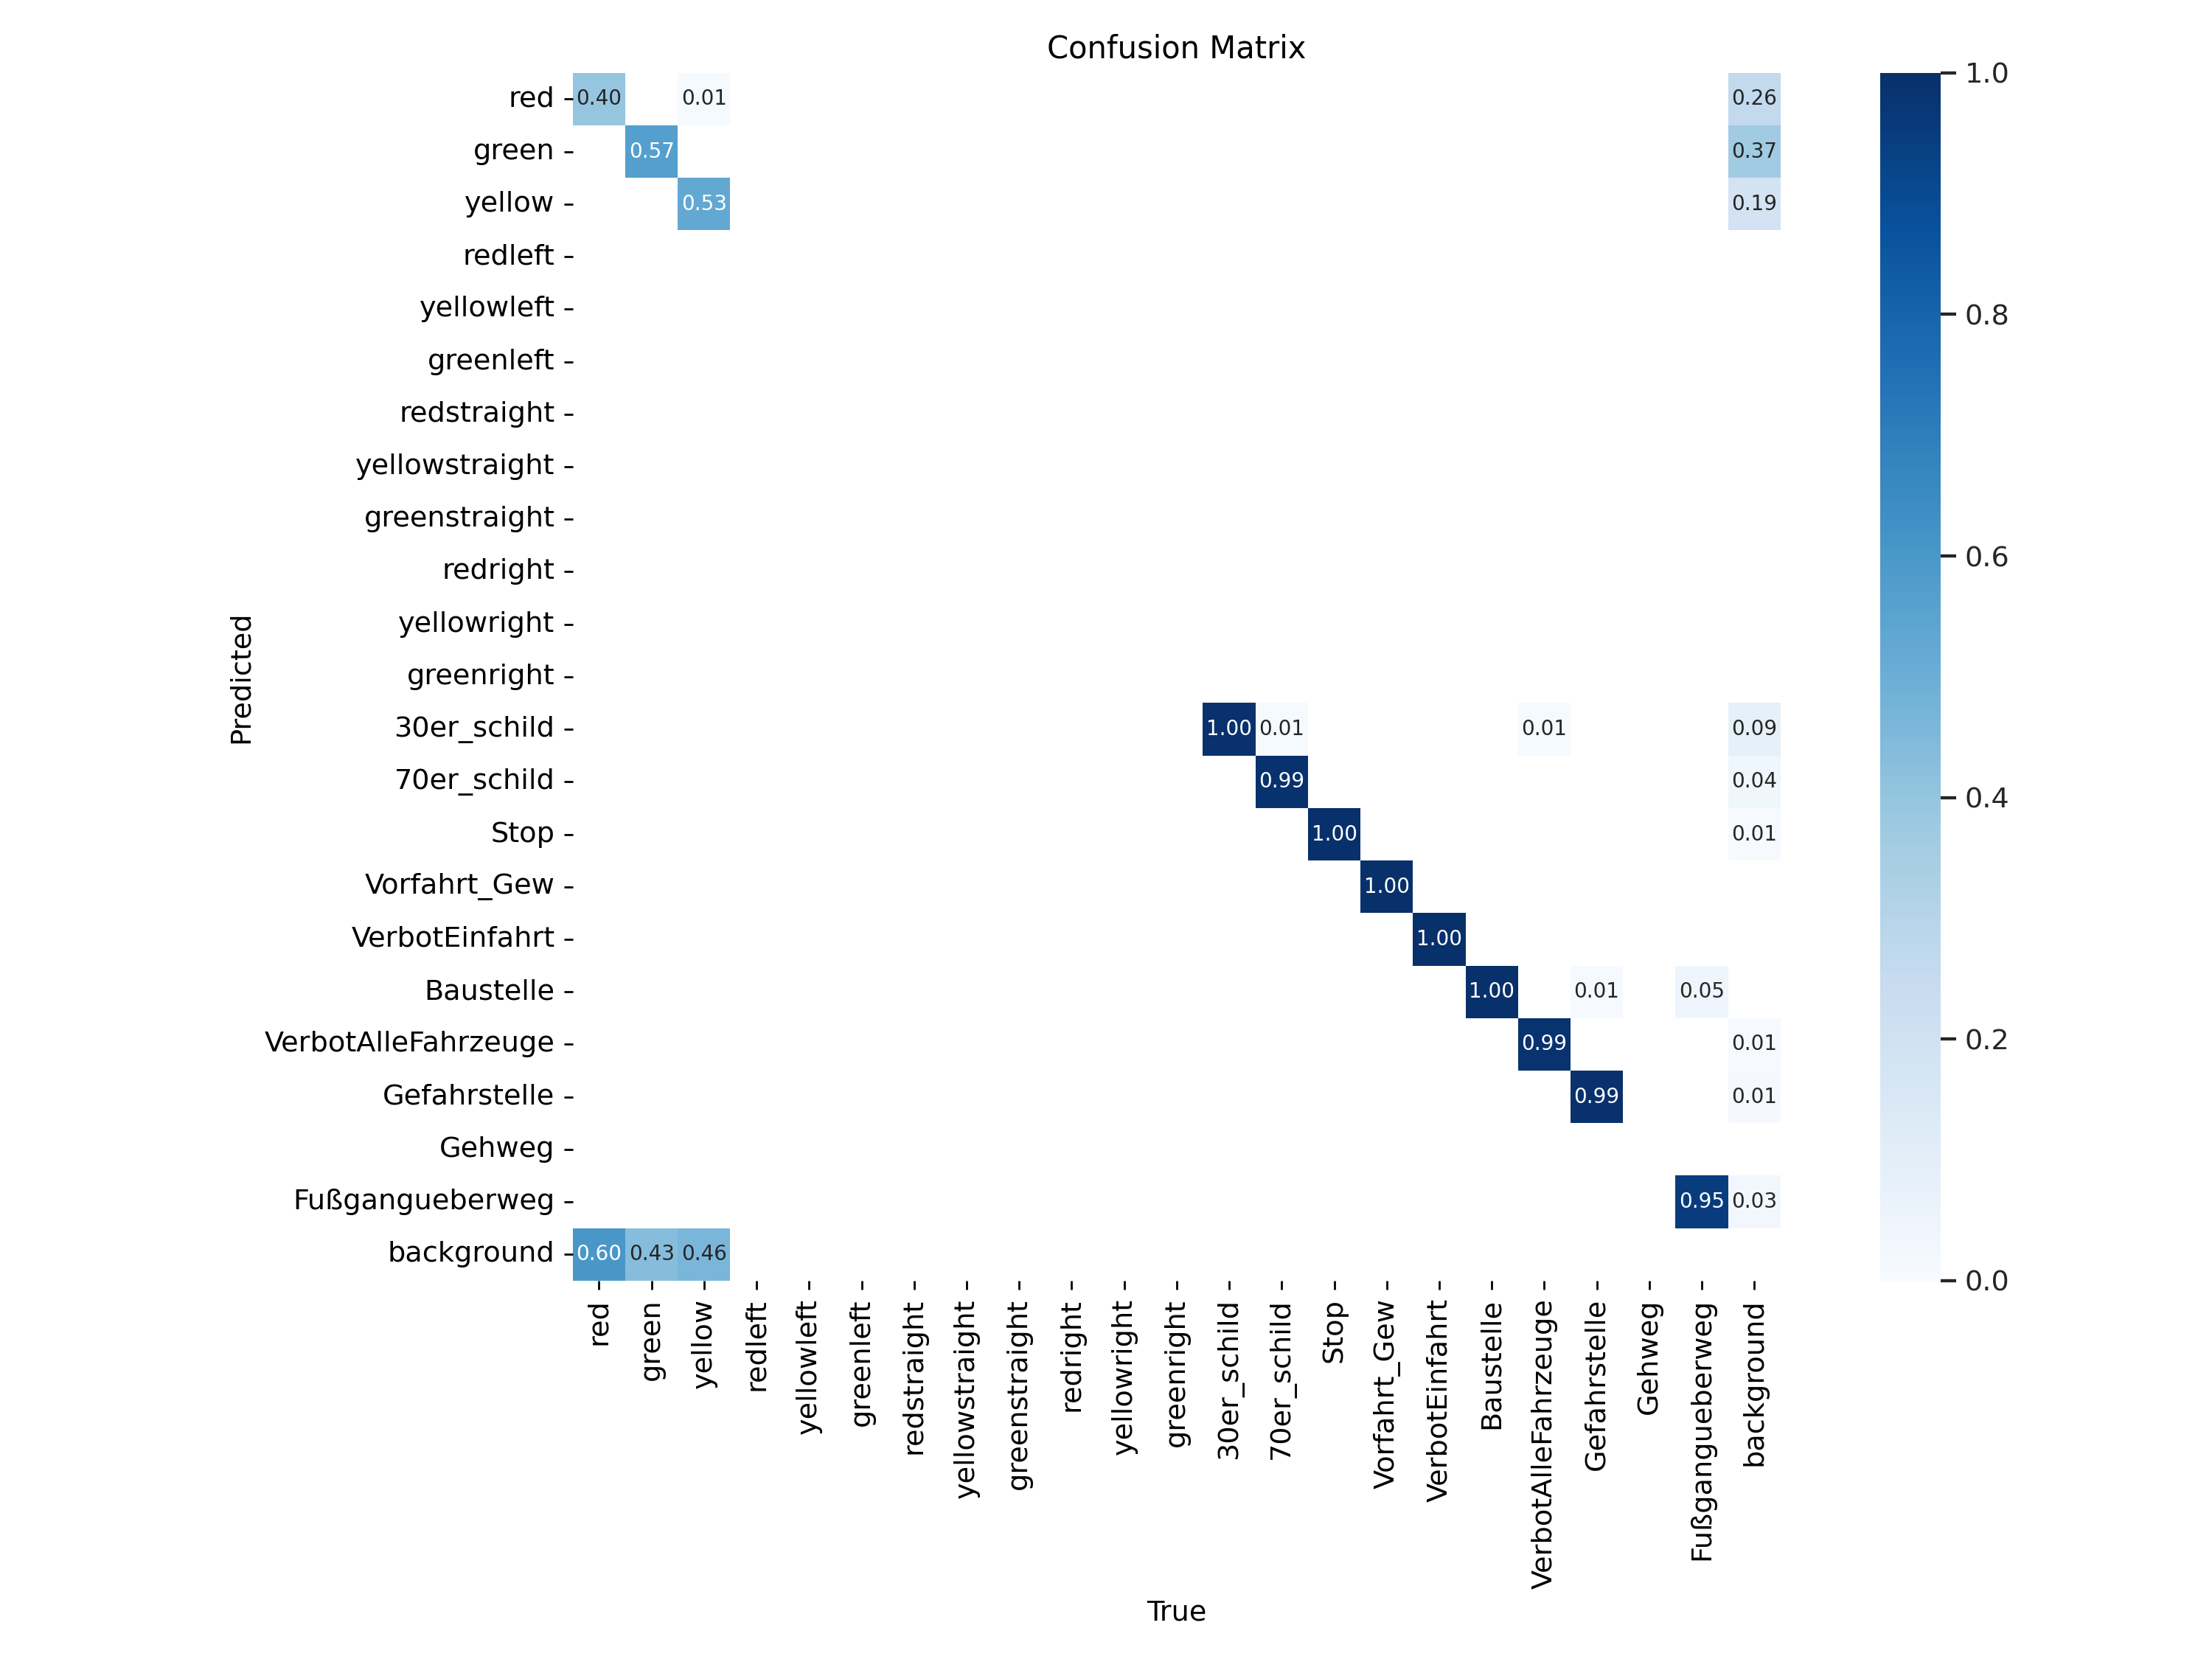 Confusion Matrix
red 0.40 0.01 0.26
green 0.57 0.37
yellow 0.53 0.19
redleft
yellowleft
greenleft
redstraight
yellowstraight
greenstraight
redright
yellowright
greenright
30er_schild 1.00 0.01 0.01 0.09
70er_schild 0.99 0.04
Stop 1.00 0.01
Vorfahrt_Gew 1.00
VerbotEinfahrt 1.00
Baustelle 1.00 0.01 0.05
VerbotAlleFahrzeuge 0.99 0.01
Gefahrstelle 0.99 0.01
Gehweg
Fußgangueberweg 0.95 0.03
background 0.60 0.43 0.46
Predicted
red
green
yellow
redleft
yellowleft
greenleft
redstraight
yellowstraight
greenstraight
redright
yellowright
greenright
30er_schild
70er_schild
Stop
Vorfahrt_Gew
VerbotEinfahrt
Baustelle
VerbotAlleFahrzeuge
Gefahrstelle
Gehweg
Fußgangueberweg
background
True
1.0
0.8
0.6
0.4
0.2
0.0